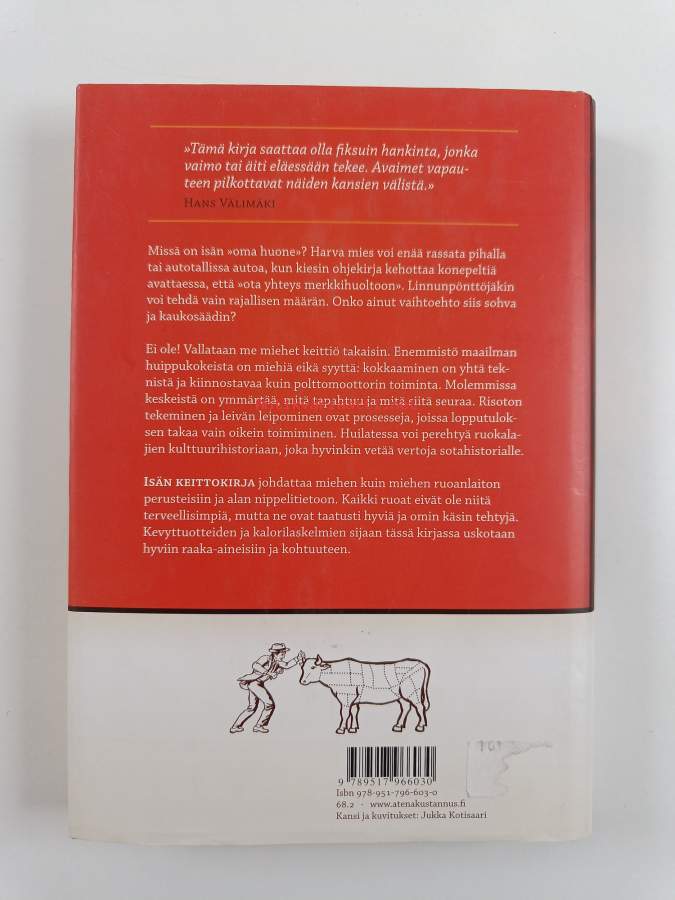 »Tämä kirja saattaa olla fiksuin hankinta, jonka
vaimo tai äiti eläessään tekee. Avaimet vapau-
teen pilkottavat näiden kansien välistä.»
Hans Välimäki
Missä on isän »oma huone»? Harva mies voi enää rassata pihalla
tai autotallissa autoa, kun kiesin ohjekirja kehottaa konepeltiä
avattaessa, että »ota yhteys merkkihuoltoon». Linnunpönttöjäkin
voi tehdä vain rajallisen määrän. Onko ainut vaihtoehto siis sohva
ja kaukosäädin?
Ei ole! Vallataan me miehet keittiö takaisin. Enemmistö maailman
huippukokeista on miehiä eikä syyttä: kokkaaminen on yhtä tek-
nistä ja kiinnostavaa kuin polttomoottorin toiminta. Molemmissa
keskeistä on ymmärtää, mitä tapahtuu ja mitä siitä seuraa. Risoton
tekeminen ja leivän leipominen ovat prosesseja, joissa lopputulok-
sen takaa vain oikein toimiminen. Huilatessa voi perehtyä ruokala-
jien kulttuurihistoriaan, joka hyvinkin vetää vertoja sotahistorialle.
Isän keittokirja johdattaa miehen kuin miehen ruoanlaiton
perusteisiin ja alan nippelitietoon. Kaikki ruoat eivät ole niitä
terveellisimpiä, mutta ne ovat taatusti hyviä ja omin käsin tehtyjä.
Kevyttuotteiden ja kalorilaskelmien sijaan tässä kirjassa uskotaan
hyviin raaka-aineisiin ja kohtuuteen.
9 789517 966030
Isbn 978-951-796-603-0
68.2 · www.atenakustannus.fi
Kansi ja kuvitukset: Jukka Kotisaari